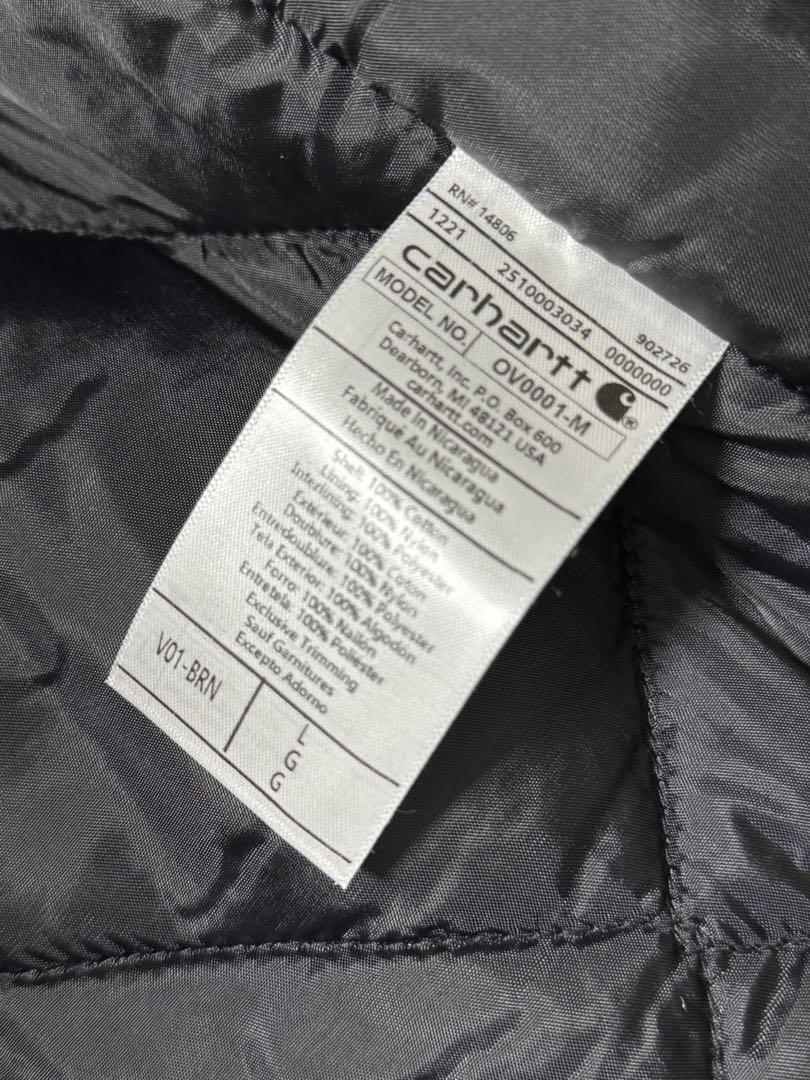 RN# 14806 902726
1221 2510003034 0000000
carhartt ®
MODEL NO. OV0001-M
Carhartt, Inc. P.O. Box 600
Dearborn, MI 48121 USA
carhartt.com
Made In Nicaragua
Fabriqué Au Nicaragua
Hecho En Nicaragua
Shell: 100% Cotton
Lining: 100% Nylon
Interlining: 100% Polyester
Extérieur: 100% Coton
Doublure: 100% Nylon
Entredoublure: 100% Polyester
Tela Exterior: 100% Algodón
Forro: 100% Nailon
Entretela: 100% Poliéster
Exclusive Trimming
Sauf Garnitures
Excepto Adorno
V01-BRN
L
G
G